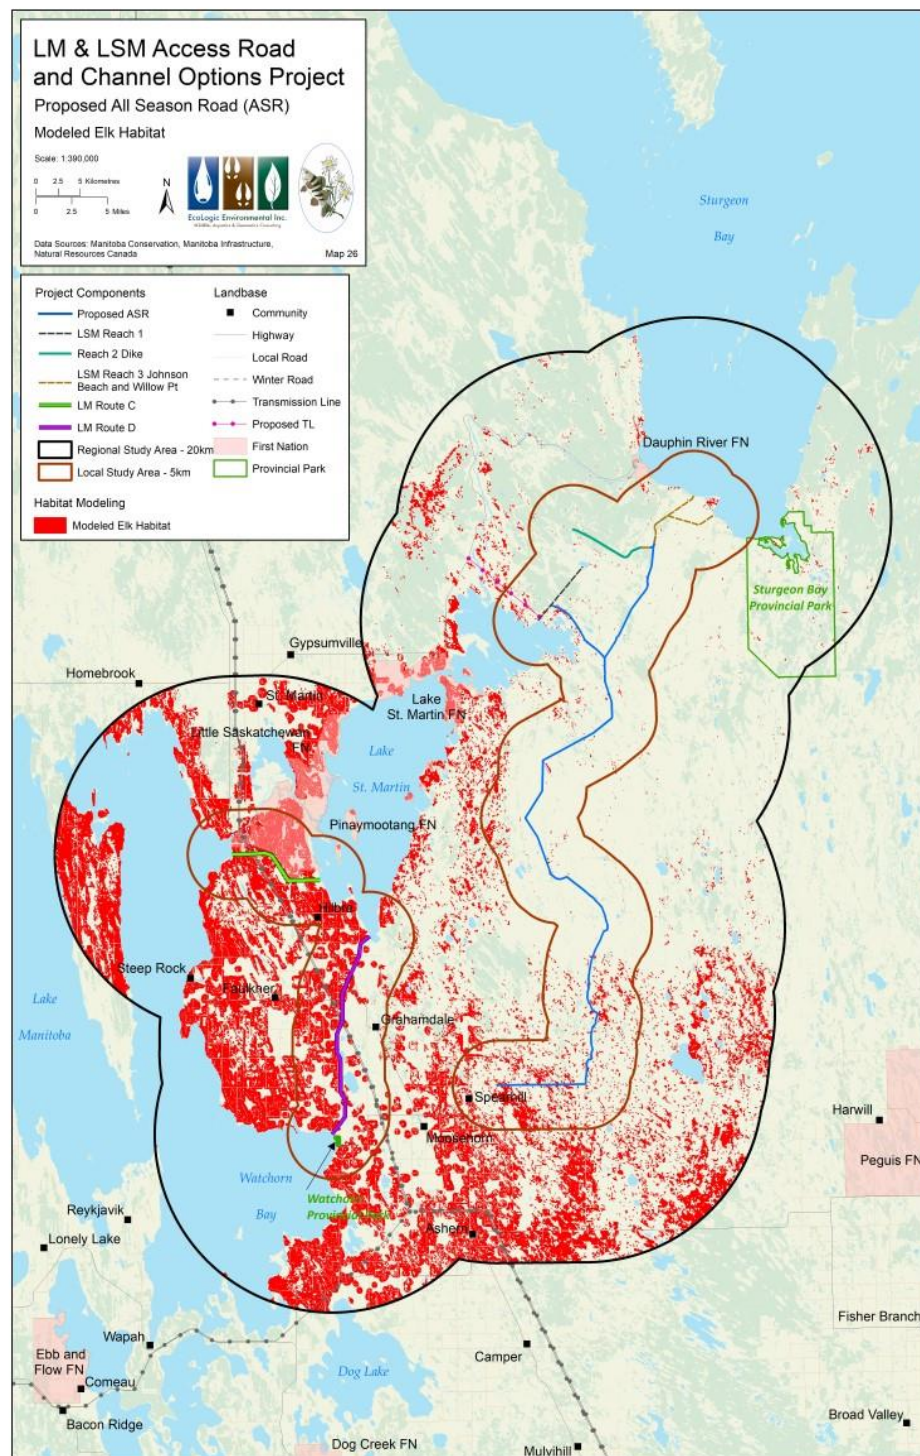 LM & LSM Access Road
and Channel Options Project
Proposed All Season Road (ASR)
Modeled Elk Habitat
Scale: 1:390,000
0 2.5 5 Kilometres
0 2.5 5 Miles
N
EcoLogic Environmental Inc.
Data Sources: Manitoba Conservation, Manitoba Infrastructure,
Natural Resources Canada
Map 26
Project Components
Proposed ASR
LSM Reach 1
Reach 2 Dike
LSM Reach 3 Johnson
Beach and Willow Pt
LM Route C
LM Route D
Regional Study Area - 20km
Local Study Area - 5km
Habitat Modeling
Modeled Elk Habitat
Landbase
Community
Highway
Local Road
Winter Road
Transmission Line
Proposed TL
First Nation
Provincial Park
Sturgeon
Bay
Dauphin River FN
Sturgeon Bay
Provincial Park
Gypsumville
Homebrook
St. Martin
Lake
St. Martin FN
Little Saskatchewan
FN
Lake
St. Martin
Pinaymootang FN
Hilbre
Steep Rock
Faulkner
Lake
Manitoba
Grahamdale
Spearhill
Moosehorn
Harwill
Peguis FN
Watchorn
Bay
Watchorn
Provincial Park
Reykjavik
Lonely Lake
Ashern
Fisher Branch
Wapah
Ebb and
Flow FN
Comeau
Bacon Ridge
Dog Lake
Camper
Dog Creek FN
Mulvihill
Broad Valley